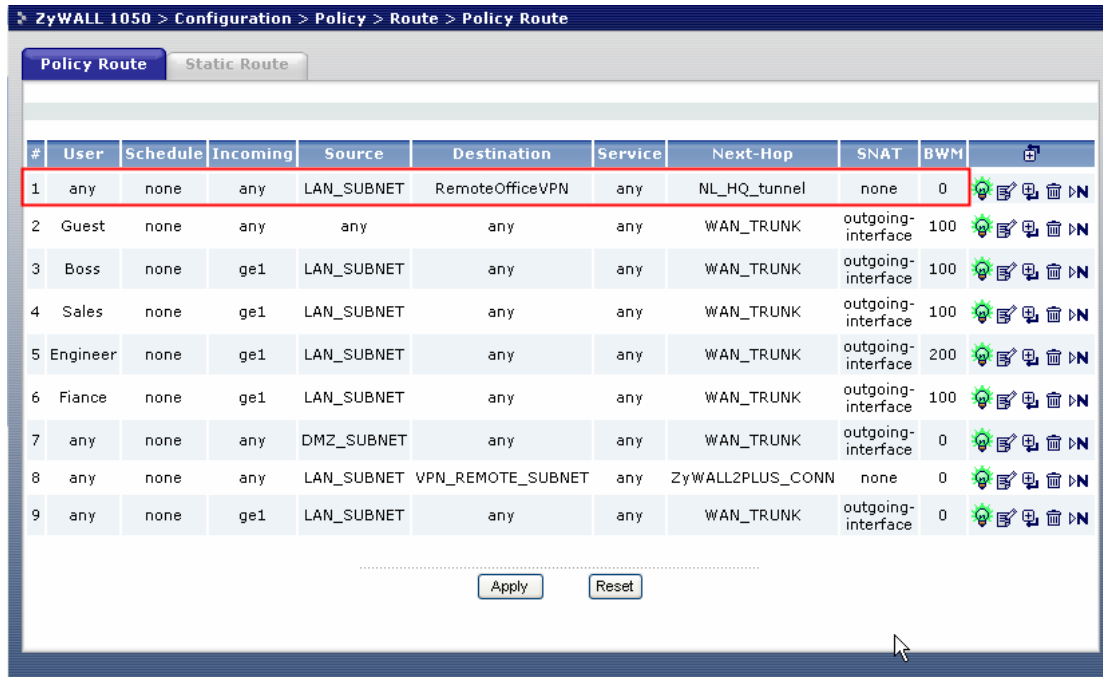 ZyWALL 1050 > Configuration > Policy > Route > Policy Route
Policy Route Static Route
# User Schedule Incoming Source Destination Service Next-Hop SNAT BWM
1 any none any LAN_SUBNET RemoteOfficeVPN any NL_HQ_tunnel none 0 N
2 Guest none any any any any WAN_TRUNK outgoing-interface 100 N
3 Boss none ge1 LAN_SUBNET any any WAN_TRUNK outgoing-interface 100 N
4 Sales none ge1 LAN_SUBNET any any WAN_TRUNK outgoing-interface 100 N
5 Engineer none ge1 LAN_SUBNET any any WAN_TRUNK outgoing-interface 200 N
6 Fiance none ge1 LAN_SUBNET any any WAN_TRUNK outgoing-interface 100 N
7 any none any DMZ_SUBNET any any WAN_TRUNK outgoing-interface 0 N
8 any none any LAN_SUBNET VPN_REMOTE_SUBNET any ZyWALL2PLUS_CONN none 0 N
9 any none ge1 LAN_SUBNET any any WAN_TRUNK outgoing-interface 0 N
Apply Reset